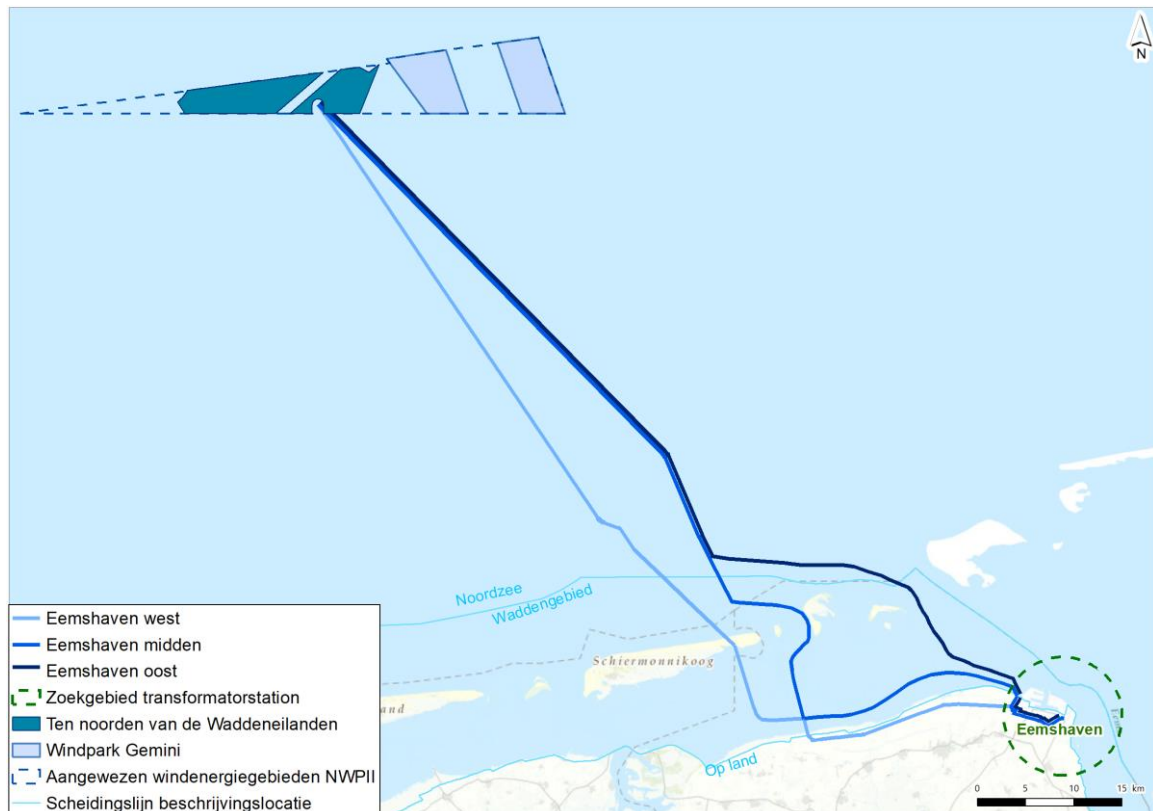 N
Noordzee
Waddengebied
Schiermonnikoog
land
Eemshaven
Op land
Eemshaven west
Eemshaven midden
Eemshaven oost
Zoekgebied transformatorstation
Ten noorden van de Waddeneilanden
Windpark Gemini
Aangewezen windenergiegebieden NWPII
Scheidingslijn beschrijvingslocatie
0 5 10 15 km